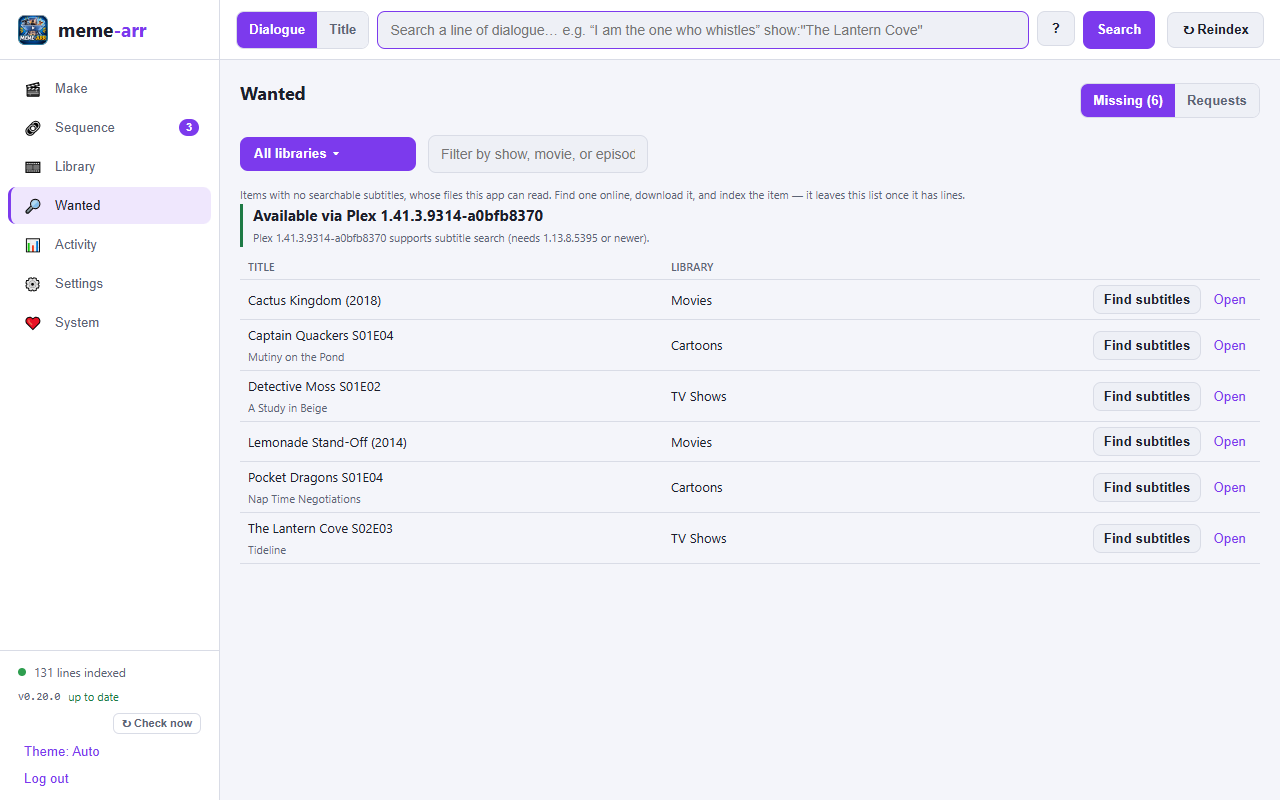 meme-arr
Dialogue
Title
Search a line of dialogue… e.g. “I am the one who whistles” show:"The Lantern Cove"
?
Search
↻ Reindex
Make
Sequence
3
Library
Wanted
Activity
Settings
System
Wanted
Missing (6)
Requests
All libraries
Filter by show, movie, or episod
Items with no searchable subtitles, whose files this app can read. Find one online, download it, and index the item — it leaves this list once it has lines.
Available via Plex 1.41.3.9314-a0bfb8370
Plex 1.41.3.9314-a0bfb8370 supports subtitle search (needs 1.13.8.5395 or newer).
TITLE LIBRARY
Cactus Kingdom (2018) Movies Find subtitles Open
Captain Quackers S01E04 Cartoons Find subtitles Open
Mutiny on the Pond
Detective Moss S01E02 TV Shows Find subtitles Open
A Study in Beige
Lemonade Stand-Off (2014) Movies Find subtitles Open
Pocket Dragons S01E04 Cartoons Find subtitles Open
Nap Time Negotiations
The Lantern Cove S02E03 TV Shows Find subtitles Open
Tideline
131 lines indexed
v0.20.0 up to date
↻ Check now
Theme: Auto
Log out